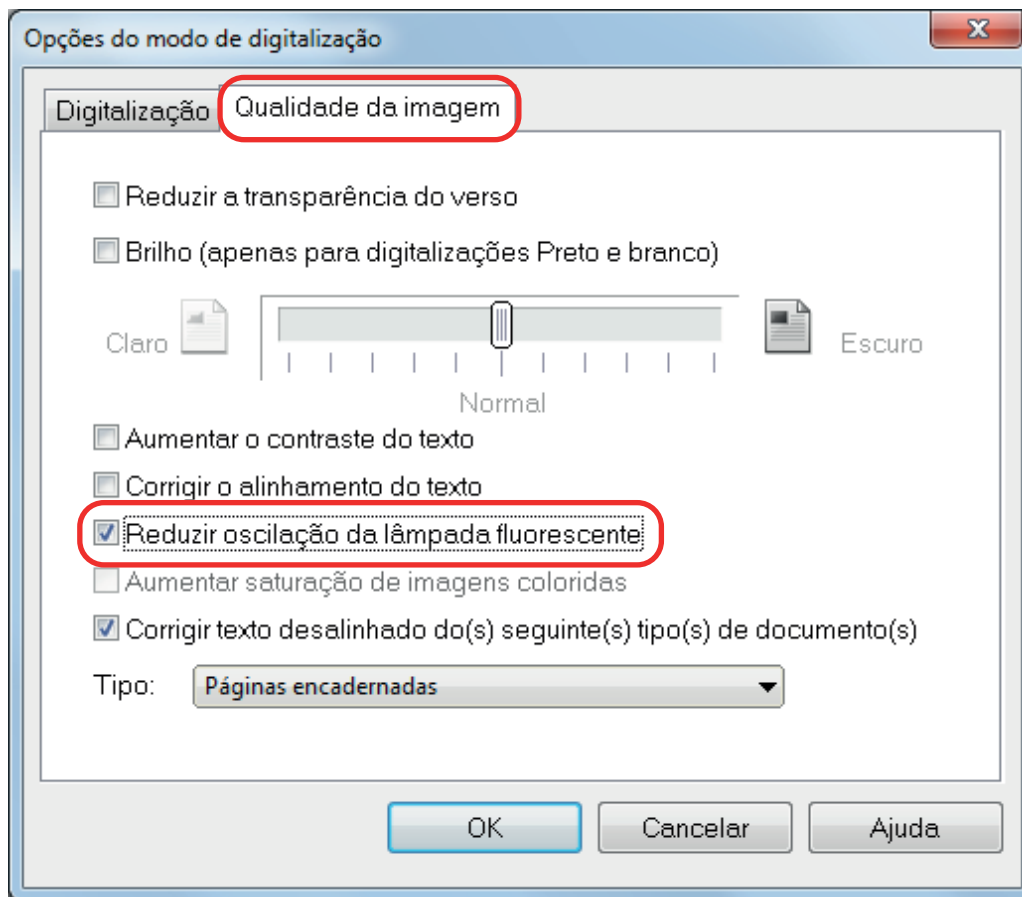 Opções do modo de digitalização
Digitalização Qualidade da imagem
Reduzir a transparência do verso
Brilho (apenas para digitalizações Preto e branco)
Claro Escuro
Normal
Aumentar o contraste do texto
Corrigir o alinhamento do texto
Reduzir oscilação da lâmpada fluorescente
Aumentar saturação de imagens coloridas
Corrigir texto desalinhado do(s) seguinte(s) tipo(s) de documento(s)
Tipo: Páginas encadernadas
OK Cancelar Ajuda